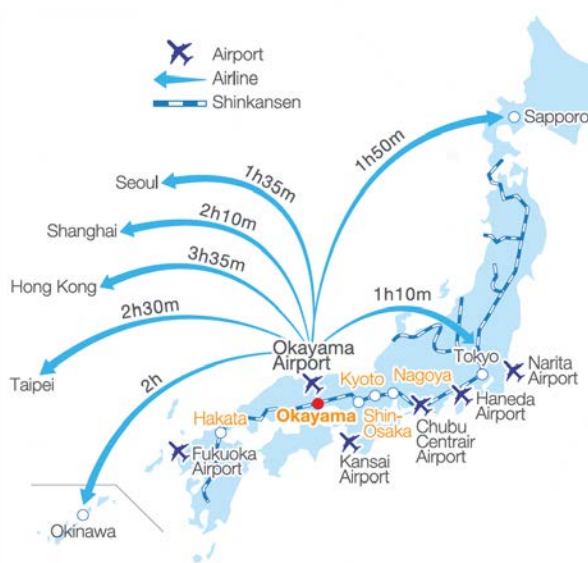 Airport
Airline
Shinkansen
Sapporo
1h50m
Seoul
1h35m
Shanghai
2h10m
Hong Kong
3h35m
2h30m
Taipei
2h
1h10m
Okayama
Airport
Tokyo
Narita
Airport
Haneda
Airport
Kyoto
Nagoya
Hakata
Okayama
Shin-
Osaka
Chubu
Centrair
Airport
Fukuoka
Airport
Kansai
Airport
Okinawa